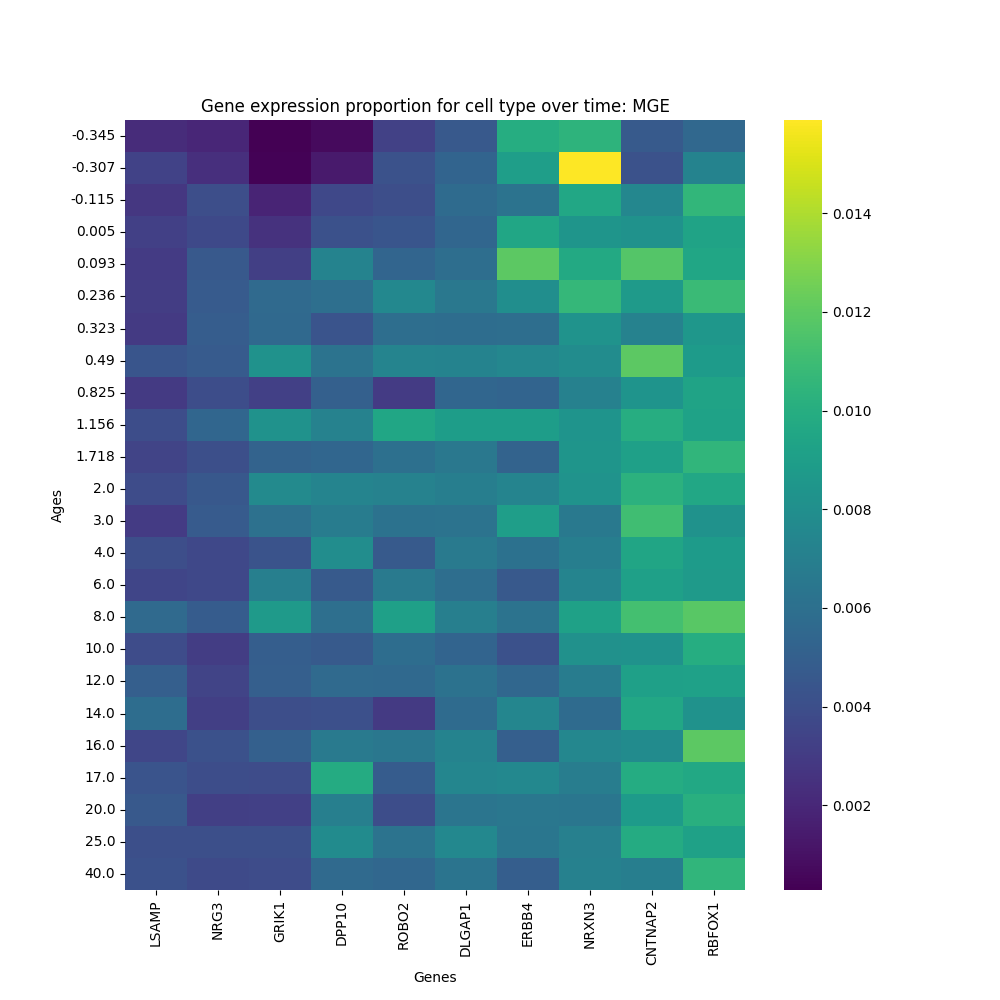 Gene expression proportion for cell type over time: MGE
-0.345
-0.307
-0.115
0.005
0.093
0.236
0.323
0.49
0.825
1.156
1.718
2.0
3.0
4.0
6.0
8.0
10.0
12.0
14.0
16.0
17.0
20.0
25.0
40.0
Ages
LSAMP
NRG3
GRIK1
DPP10
ROBO2
DLGAP1
ERBB4
NRXN3
CNTNAP2
RBFOX1
Genes
0.014
0.012
0.010
0.008
0.006
0.004
0.002